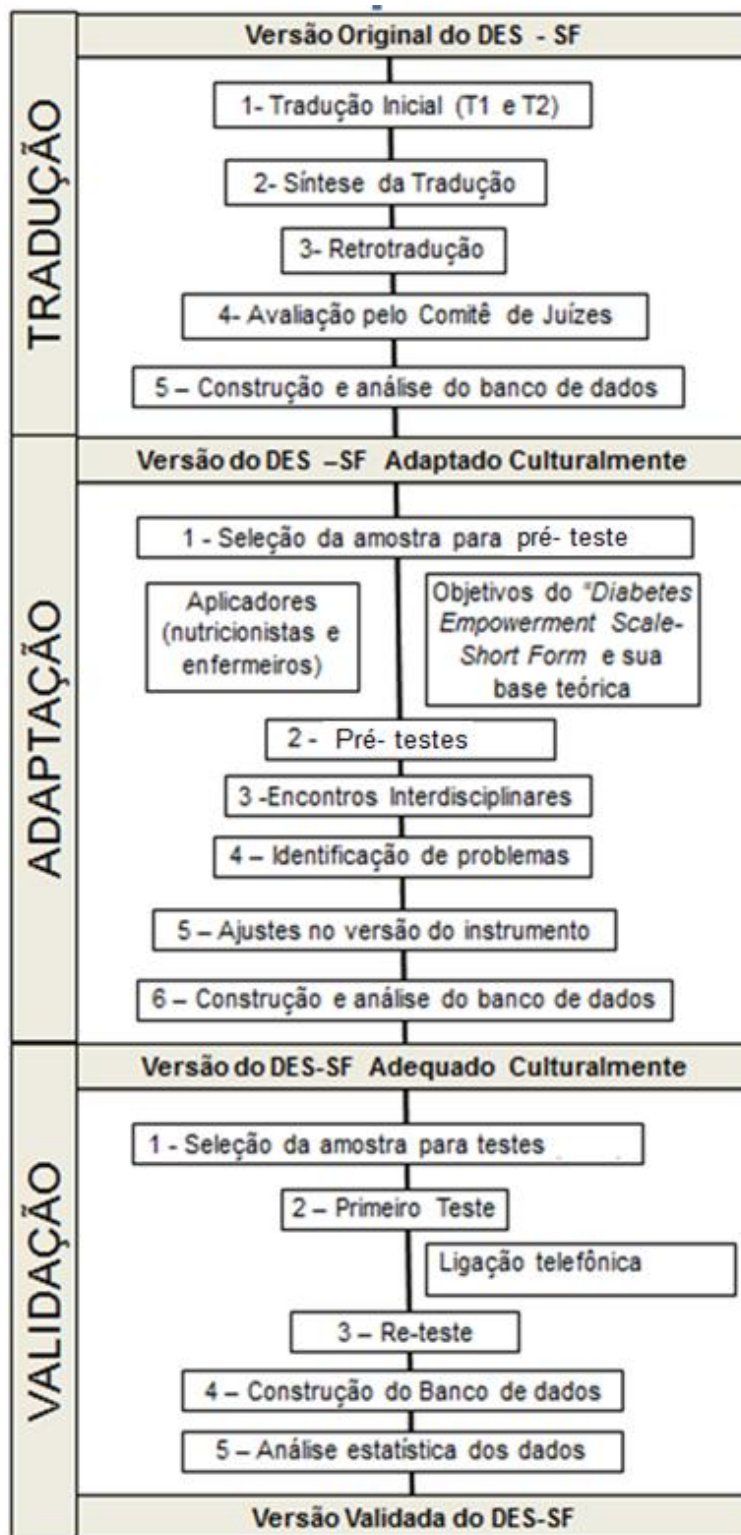 Versão Original do DES - SF
TRADUÇÃO
1- Tradução Inicial (T1 e T2)
2- Síntese da Tradução
3- Retrotradução
4- Avaliação pelo Comitê de Juízes
5 – Construção e análise do banco de dados
Versão do DES –SF Adaptado Culturalmente
ADAPTAÇÃO
1 - Seleção da amostra para pré- teste
Aplicadores
(nutricionistas e
enfermeiros)
Objetivos do "Diabetes
Empowerment Scale-
Short Form e sua
base teórica
2 - Pré- testes
3 -Encontros Interdisciplinares
4 – Identificação de problemas
5 – Ajustes no versão do instrumento
6 – Construção e análise do banco de dados
Versão do DES-SF Adequado Culturalmente
VALIDAÇÃO
1 - Seleção da amostra para testes
2 – Primeiro Teste
Ligação telefônica
3 – Re-teste
4 – Construção do Banco de dados
5 – Análise estatística dos dados
Versão Validada do DES-SF